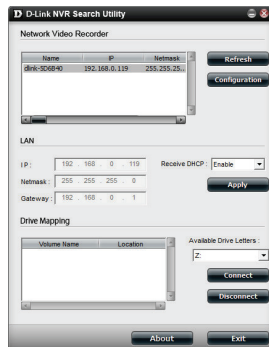 D D-Link NVR Search Utility
Network Video Recorder
Name IP Netmask
dlink-5D6B40 192.168.0.119 255.255.25...
Refresh
Configuration
LAN
IP : 192 . 168 . 0 . 119
Receive DHCP : Enable
Netmask : 255 . 255 . 255 . 0
Apply
Gateway : 192 . 168 . 0 . 1
Drive Mapping
Volume Name Location
Available Drive Letters :
Z:
Connect
Disconnect
About Exit